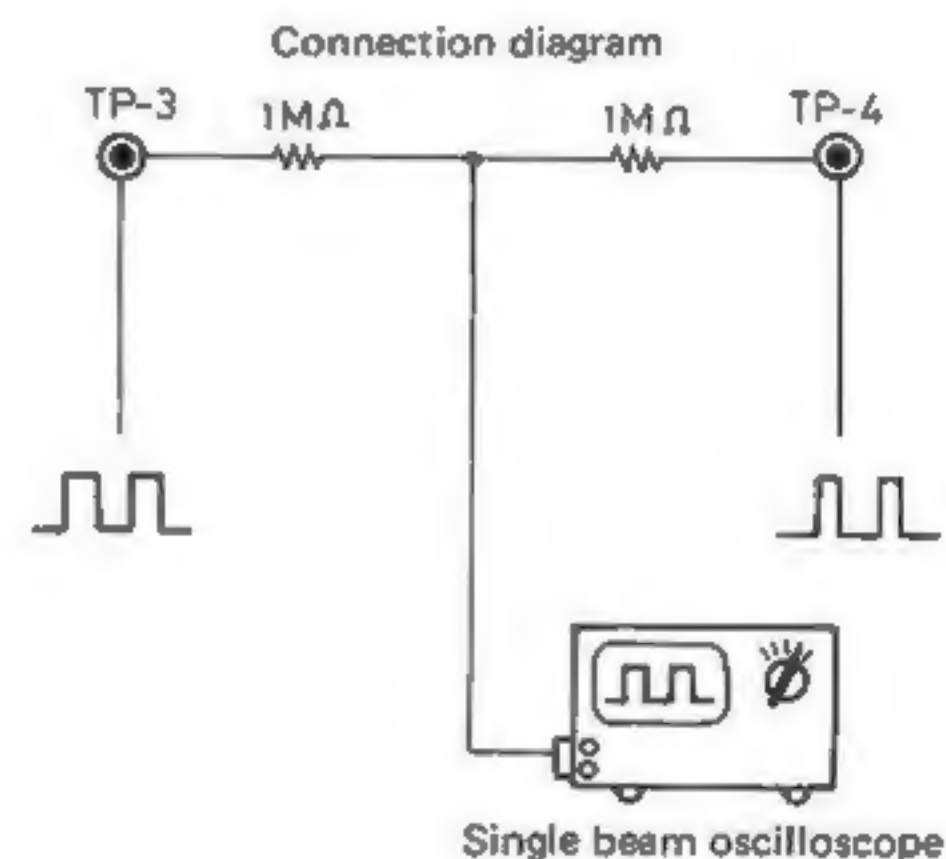 Connection diagram
TP-3
1MΩ
1MΩ
TP-4
Single beam oscilloscope